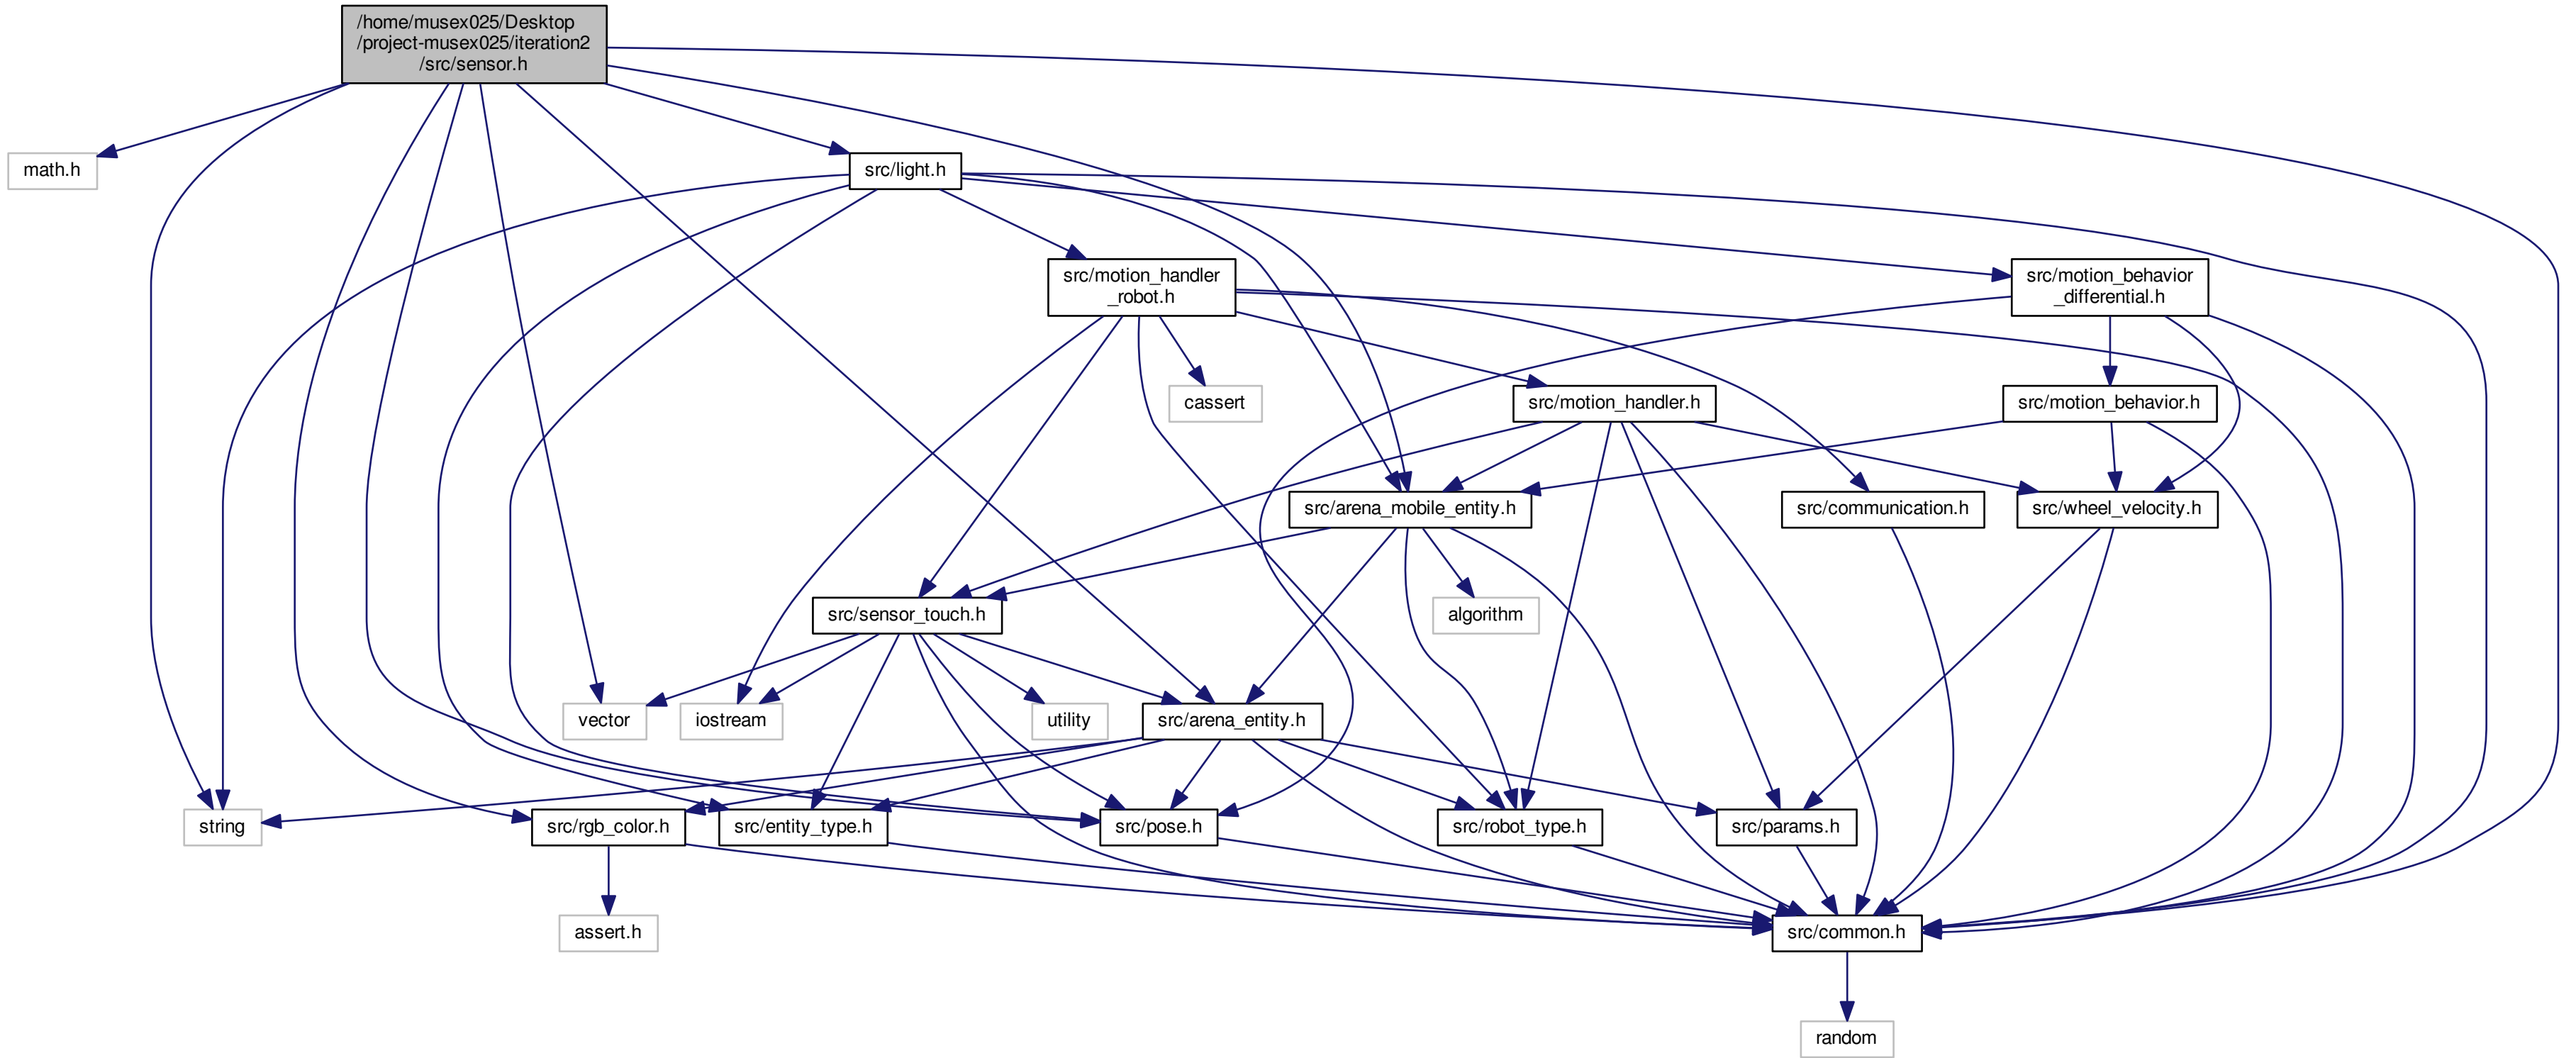 /home/musex025/Desktop
/project-musex025/iteration2
/src/sensor.h
math.h
src/light.h
src/motion_handler
_robot.h
src/motion_behavior
_differential.h
cassert
src/motion_handler.h
src/motion_behavior.h
src/arena_mobile_entity.h
src/communication.h
src/wheel_velocity.h
src/sensor_touch.h
algorithm
vector
iostream
utility
src/arena_entity.h
string
src/rgb_color.h
src/entity_type.h
src/pose.h
src/robot_type.h
src/params.h
assert.h
src/common.h
random